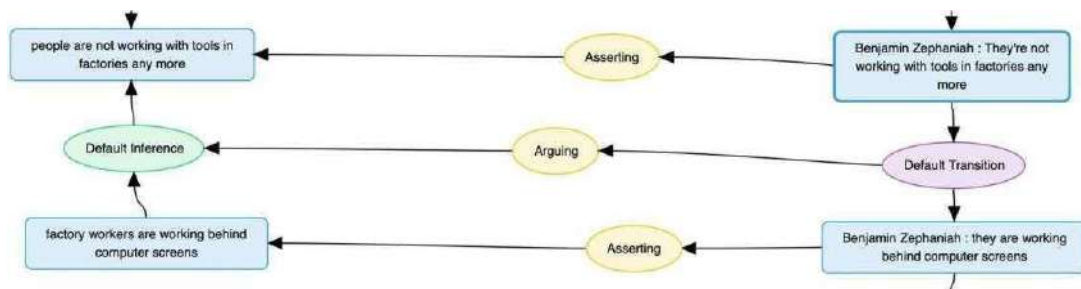 people are not working with tools in
factories any more
Asserting
Benjamin Zephaniah : They're not
working with tools in factories any
more
Default Inference
Arguing
Default Transition
factory workers are working behind
computer screens
Asserting
Benjamin Zephaniah : they are working
behind computer screens